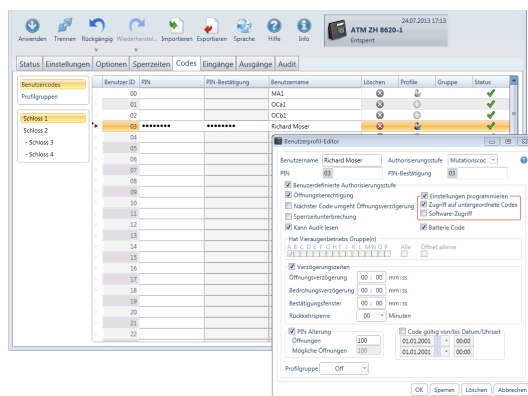 24.07.2013 17:13
ATM ZH 8620-1
Entsperrt
Anwenden Trennen Rückgängig Wiederherstel... Importieren Exportieren Sprache Hilfe Info
Status Einstellungen Optionen Sperrzeiten Codes Eingänge Ausgänge Audit
Benutzercodes
Profilgruppen
Schloss 1
Schloss 2
- Schloss 3
- Schloss 4
Benutzer ID PIN PIN-Bestätigung Benutzername Löschen Profile Gruppe Status
00 MA1
01 OCa1
02 OCb1
03 •••••••• •••••••• Richard Moser
04
05
06
07
08
09
10
11
12
13
14
15
16
17
18
19
20
21
22
Benutzerprofil-Editor
Benutzername Richard Moser Authorisierungsstufe Mutationscoc
PIN 03 PIN-Bestätigung 03
Benutzerdefinierte Authorisierungsstufe
Öffnungsberechtigung
Nächster Code umgeht Öffnungsverzögerung
Sperrzeitunterbrechung
Kann Audit lesen
Einstellungen programmieren
Zugriff auf untergeordnete Codes
Software-Zugriff
Batterie Code
Hat Vieraugenbetriebs Gruppe(n)
A B C D E F G H I J K L M N O P Alle Öffnet alleine
Verzögerungszeiten
Öffnungsverzögerung 00 : 00 mm:ss
Bedrohungsverzögerung 00 : 00 mm:ss
Bestätigungsfenster 00 : 00 mm:ss
Rückkehrsperre 00 Minuten
PIN Alterung
Öffnungen 100
Mögliche Öffnungen 100
Code gültig von/bis Datum/Uhrzeit
01.01.2001 00:00
01.01.2001 00:00
Profilgruppe Off
OK Sperren Löschen Abbrechen